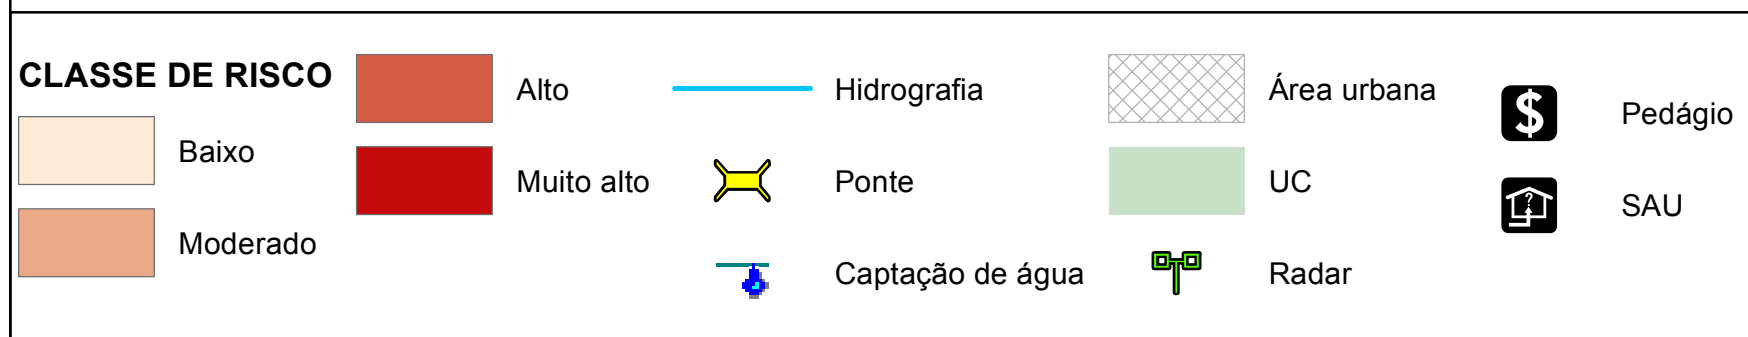 CLASSE DE RISCO
Baixo
Moderado
Alto
Muito alto
Hidrografia
Ponte
Captação de água
Área urbana
UC
Radar
$
Pedágio
?
SAU